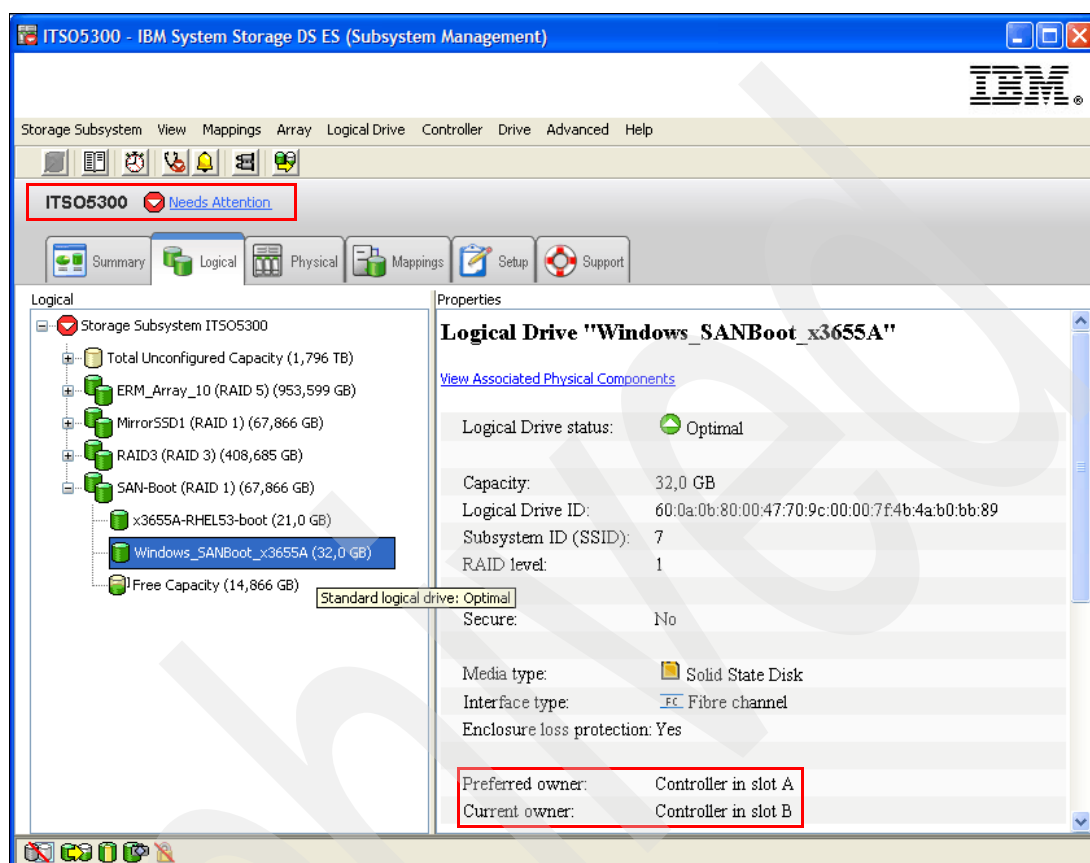 ITSO5300 - IBM System Storage DS ES (Subsystem Management)
IBM®
Storage Subsystem View Mappings Array Logical Drive Controller Drive Advanced Help
ITSO5300 Needs Attention
Summary Logical Physical Mappings Setup Support
Logical
Storage Subsystem ITSO5300
Total Unconfigured Capacity (1,796 TB)
ERM_Array_10 (RAID 5) (953,599 GB)
MirrorSSD1 (RAID 1) (67,866 GB)
RAID3 (RAID 3) (408,685 GB)
SAN-Boot (RAID 1) (67,866 GB)
x3655A-RHEL53-boot (21,0 GB)
Windows_SANBoot_x3655A (32,0 GB)
Free Capacity (14,866 GB)
Standard logical drive: Optimal
Properties
Logical Drive "Windows_SANBoot_x3655A"
View Associated Physical Components
Logical Drive status: Optimal
Capacity: 32,0 GB
Logical Drive ID: 60:0a:0b:80:00:47:70:9c:00:00:7f:4b:4a:b0:bb:89
Subsystem ID (SSID): 7
RAID level: 1
Secure: No
Media type: Solid State Disk
Interface type: FC Fibre channel
Enclosure loss protection: Yes
Preferred owner: Controller in slot A
Current owner: Controller in slot B